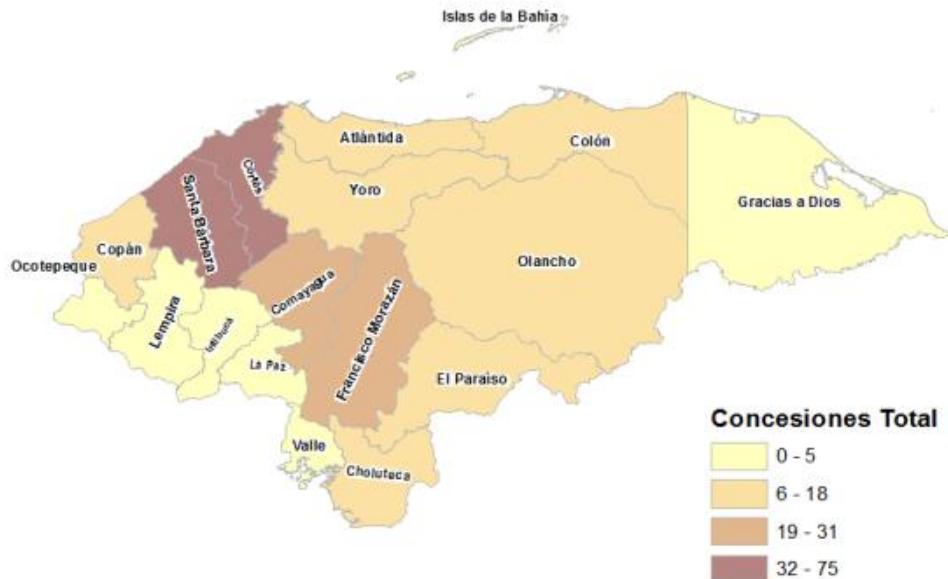 Islas de la Bahía
Atlántida
Colón
Cortés
Yoro
Santa Bárbara
Gracias a Dios
Copán
Olancho
Ocotepeque
Comayagua
Francisco Morazán
Lempira
Intibucá
La Paz
El Paraíso
Valle
Choluteca
Concesiones Total
0 - 5
6 - 18
19 - 31
32 - 75